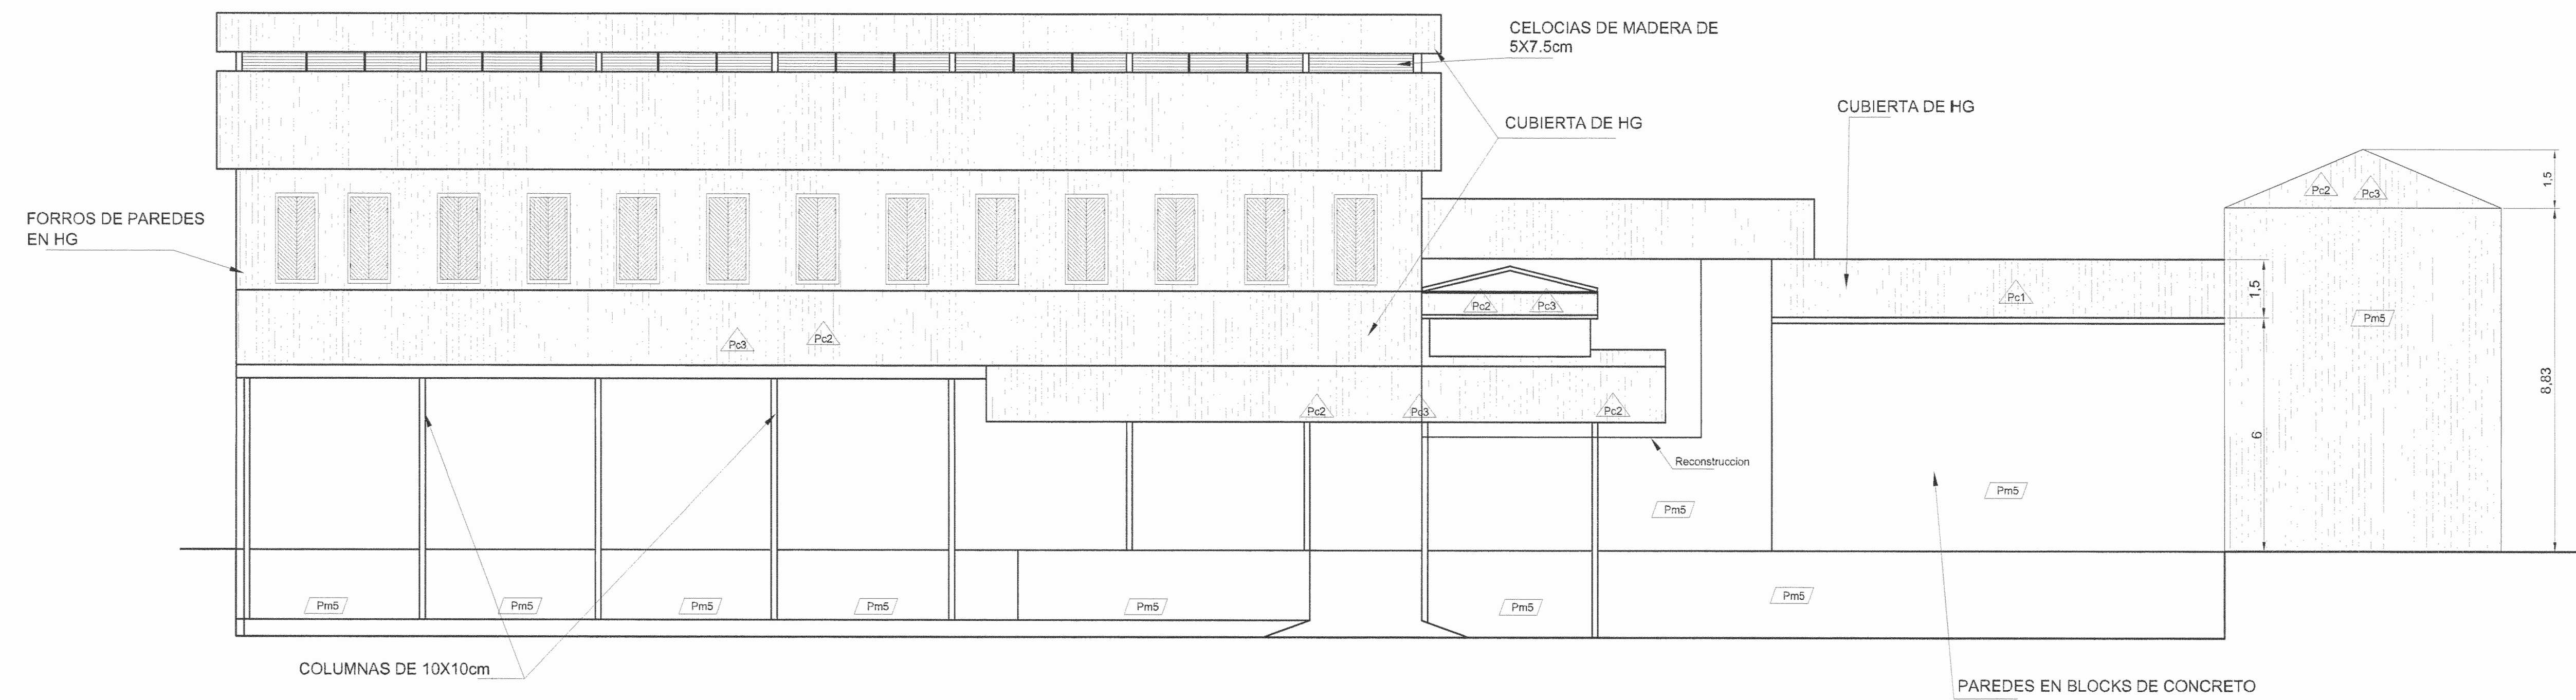 CELOCIAS DE MADERA DE
5X7.5cm
CUBIERTA DE HG
CUBIERTA DE HG
FORROS DE PAREDES
EN HG
Pc2
Pc3
1,5
Pc2
Pc3
Pc1
1,5
Pm5
Pc3
Pc2
8,83
Pc2
Pc3
Pc2
6
Reconstruccion
Pm5
Pm5
Pm5
Pm5
Pm5
Pm5
Pm5
Pm5
Pm5
COLUMNAS DE 10X10cm
PAREDES EN BLOCKS DE CONCRETO